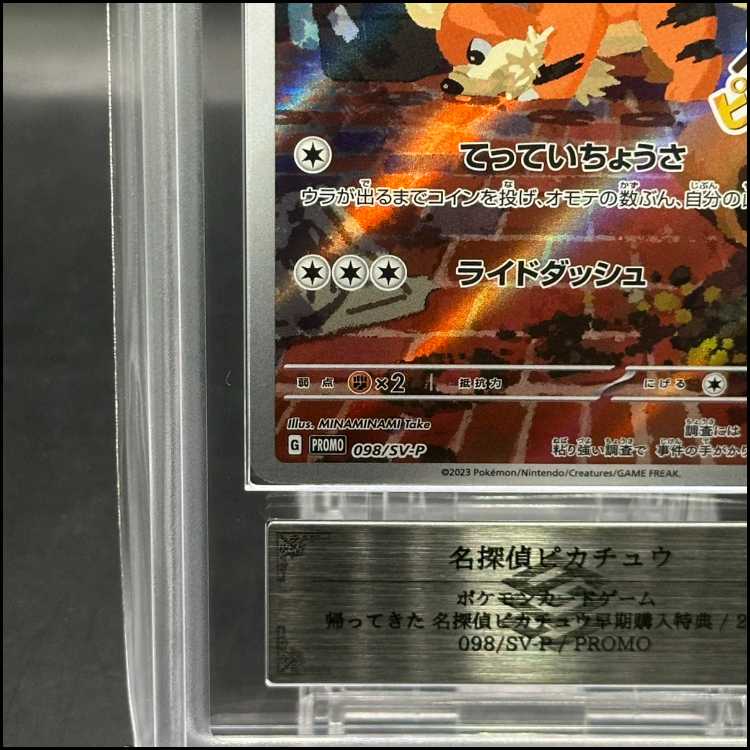 ピ
てっていちょうさ
ウラが出るまでコインを投げ、オモテの数ぶん、自分の
ライドダッシュ
弱点 ×2 抵抗力 にげる
Illus. MINAMINAMI Take
G PROMO 098/SV-P
調査には
粘り強い調査で 事件の手がか
©2023 Pokémon/Nintendo/Creatures/GAME FREAK.
名探偵ピカチュウ
ポケモンカードゲーム
帰ってきた 名探偵ピカチュウ早期購入特典 / 2
098/SV-P / PROMO